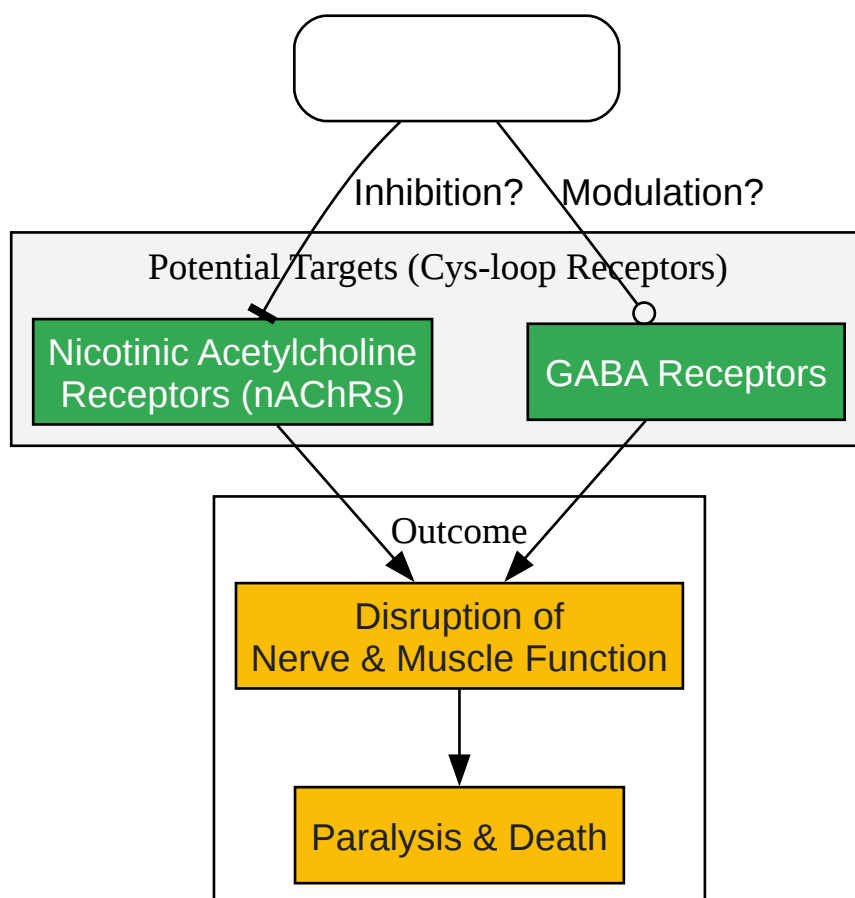 Inhibition?
Modulation?
Potential Targets (Cys-loop Receptors)
Nicotinic Acetylcholine
Receptors (nAChRs)
GABA Receptors
Outcome
Disruption of
Nerve & Muscle Function
Paralysis & Death